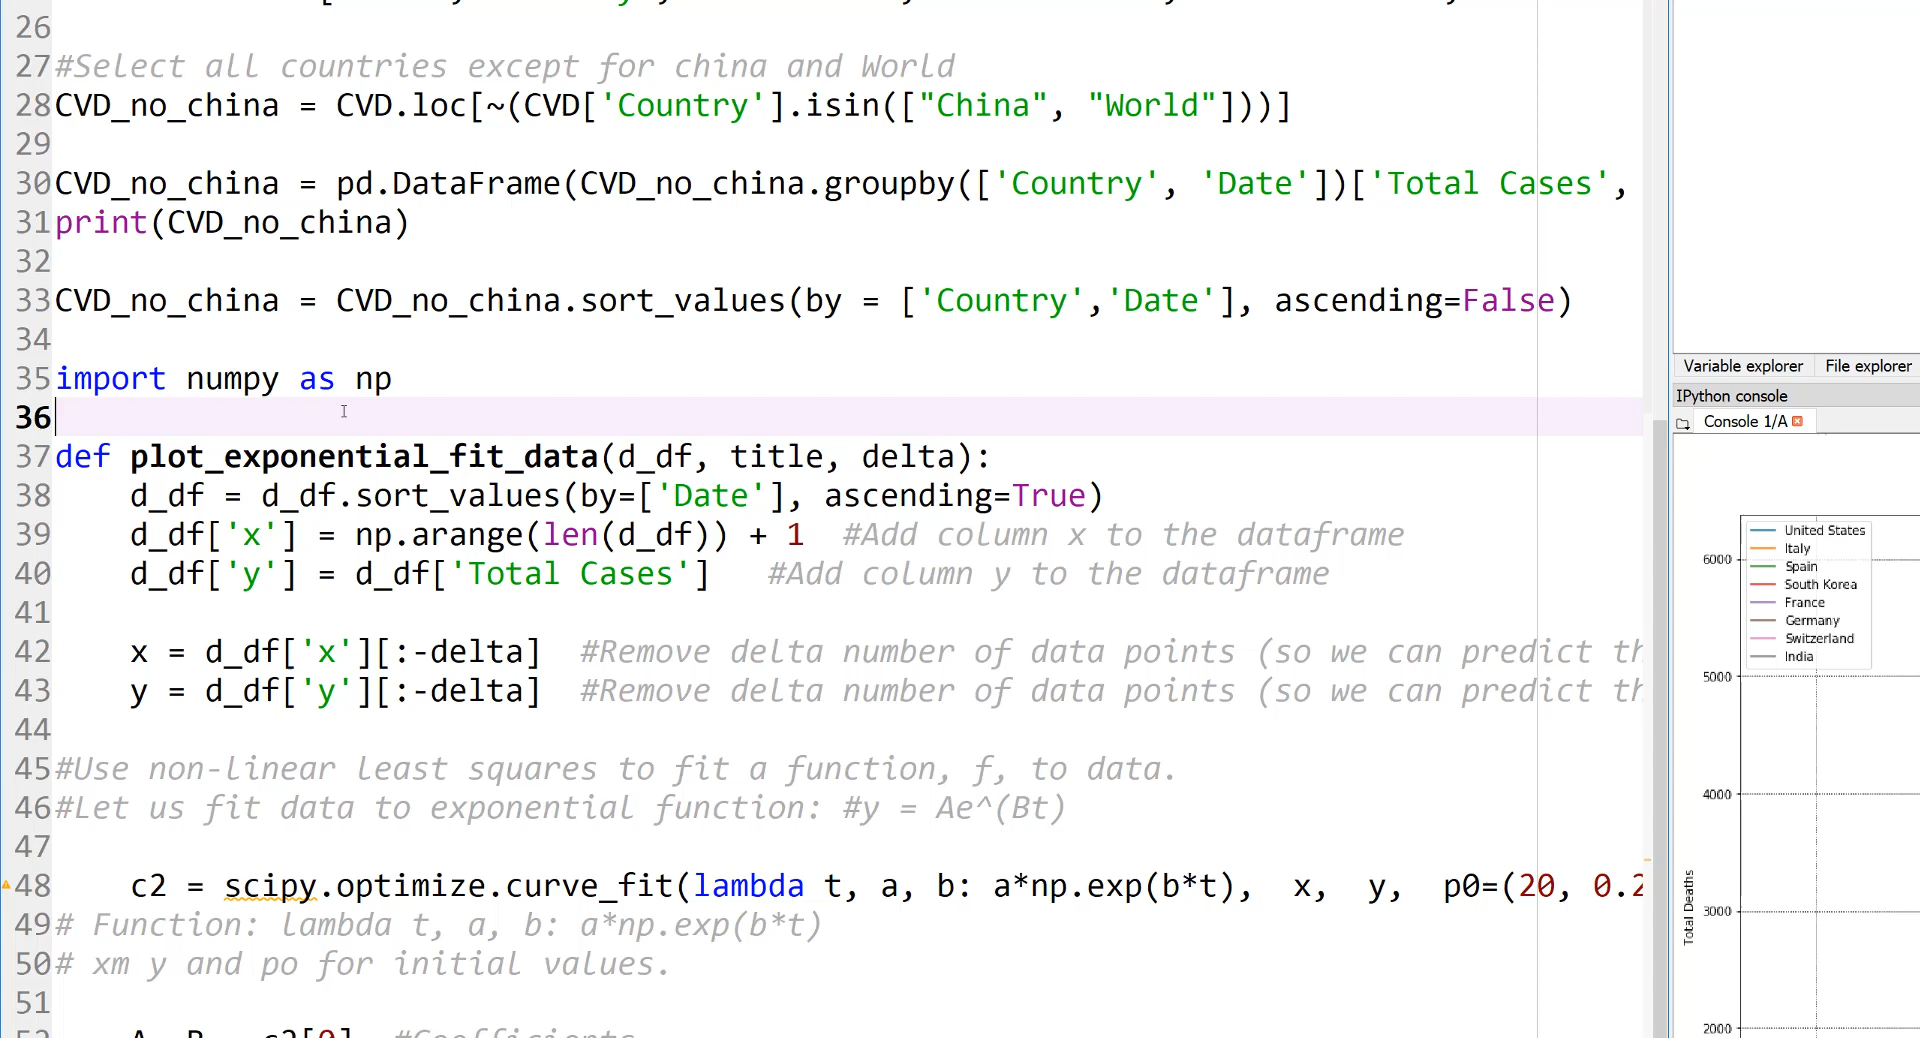 26
27 #Select all countries except for china and World
28 CVD_no_china = CVD.loc[~(CVD['Country'].isin(["China", "World"]))]
29
30 CVD_no_china = pd.DataFrame(CVD_no_china.groupby(['Country', 'Date'])['Total Cases',
31 print(CVD_no_china)
32
33 CVD_no_china = CVD_no_china.sort_values(by = ['Country','Date'], ascending=False)
34
35 import numpy as np
36
37 def plot_exponential_fit_data(d_df, title, delta):
38     d_df = d_df.sort_values(by=['Date'], ascending=True)
39     d_df['x'] = np.arange(len(d_df)) + 1  #Add column x to the dataframe
40     d_df['y'] = d_df['Total Cases']   #Add column y to the dataframe
41
42     x = d_df['x'][:-delta]  #Remove delta number of data points (so we can predict th
43     y = d_df['y'][:-delta]  #Remove delta number of data points (so we can predict th
44
45 #Use non-linear least squares to fit a function, f, to data.
46 #Let us fit data to exponential function: #y = Ae^(Bt)
47
48     c2 = scipy.optimize.curve_fit(lambda t, a, b: a*np.exp(b*t),  x,  y,  p0=(20, 0.2
49 # Function: lambda t, a, b: a*np.exp(b*t)
50 # xm y and po for initial values.
51
Variable explorer File explorer
IPython console
Console 1/A
United States
Italy
Spain
South Korea
France
Germany
Switzerland
India
6000
5000
4000
3000
2000
Total Deaths